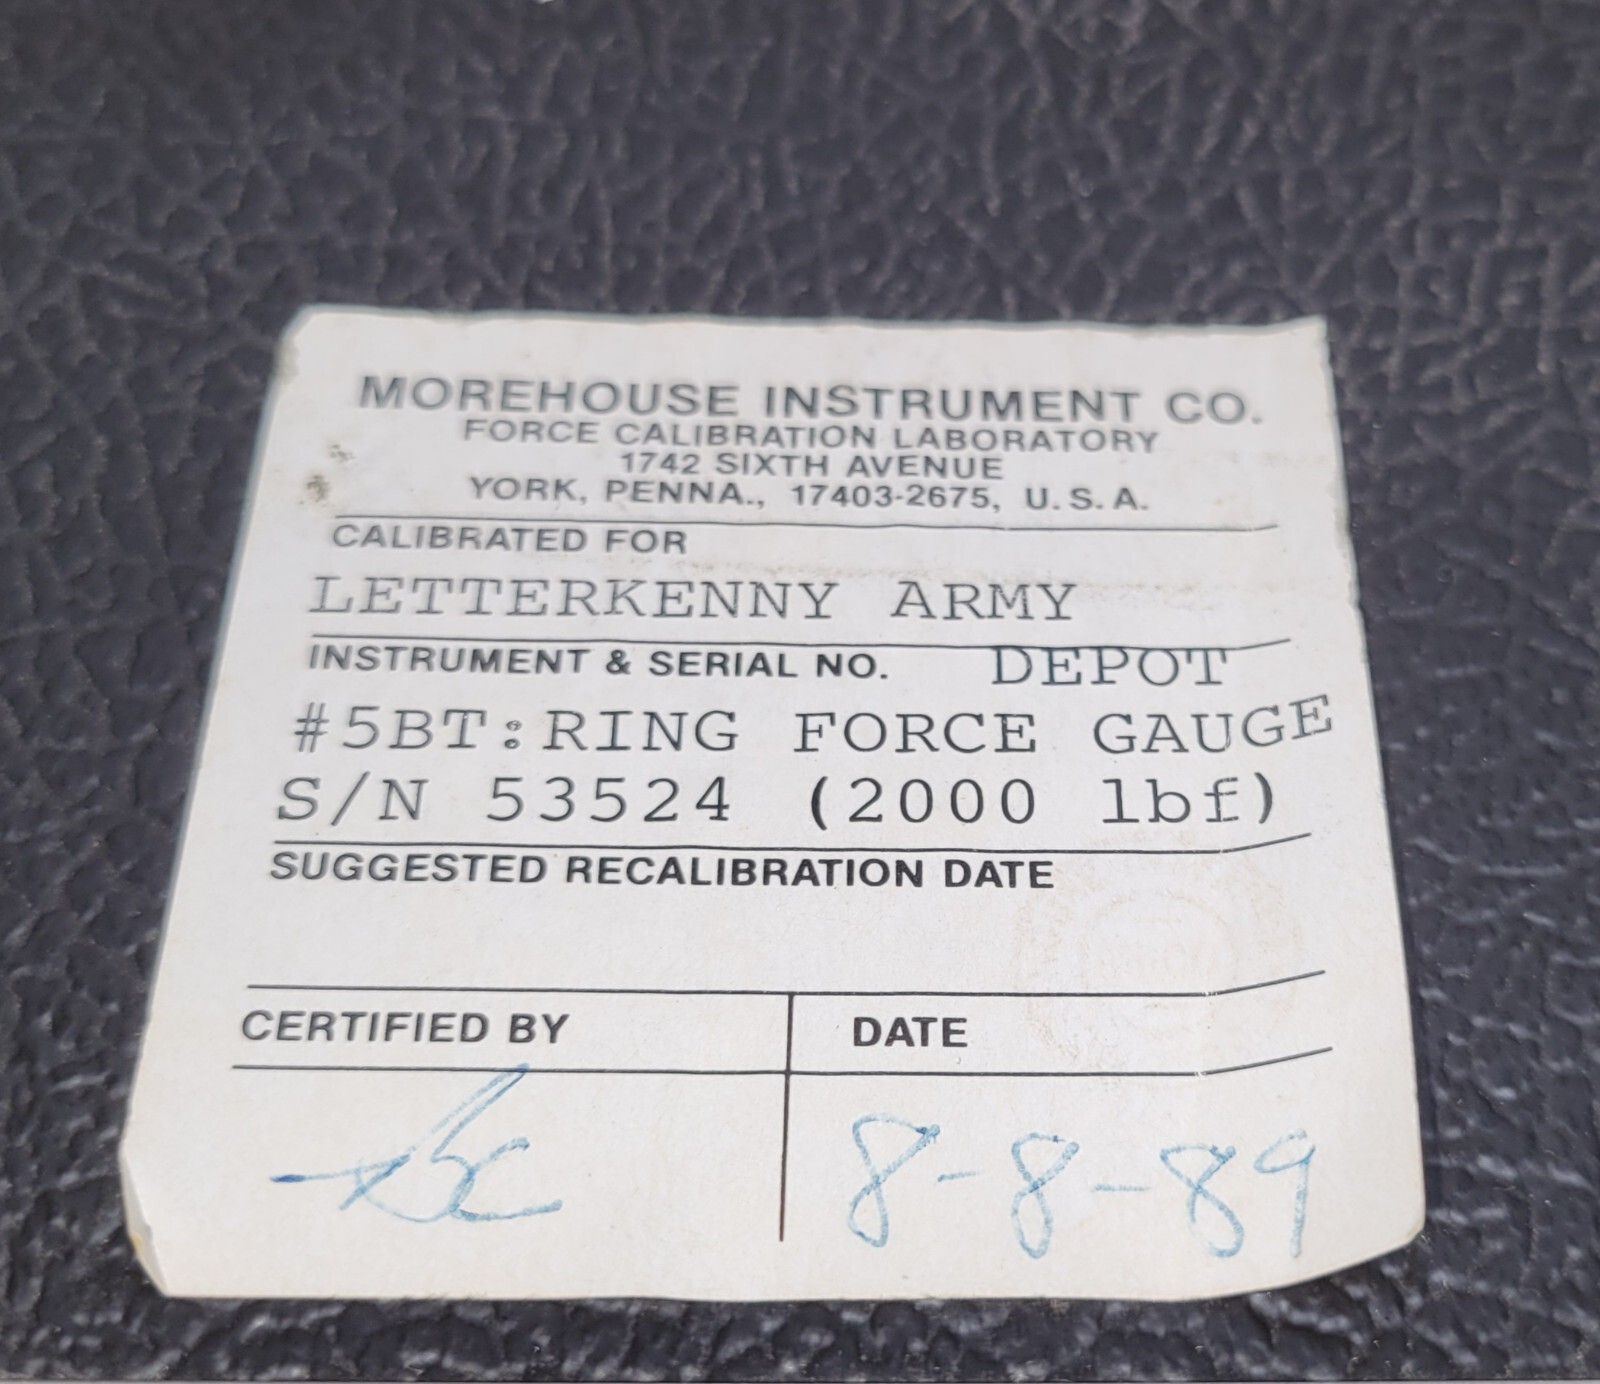 MOREHOUSE INSTRUMENT CO.
FORCE CALIBRATION LABORATORY
1742 SIXTH AVENUE
YORK, PENNA., 17403-2675, U.S.A.
CALIBRATED FOR
LETTERKENNY ARMY
INSTRUMENT & SERIAL NO. DEPOT
#5BT:RING FORCE GAUGE
S/N 53524 (2000 lbf)
SUGGESTED RECALIBRATION DATE
CERTIFIED BY DATE
8-8-89